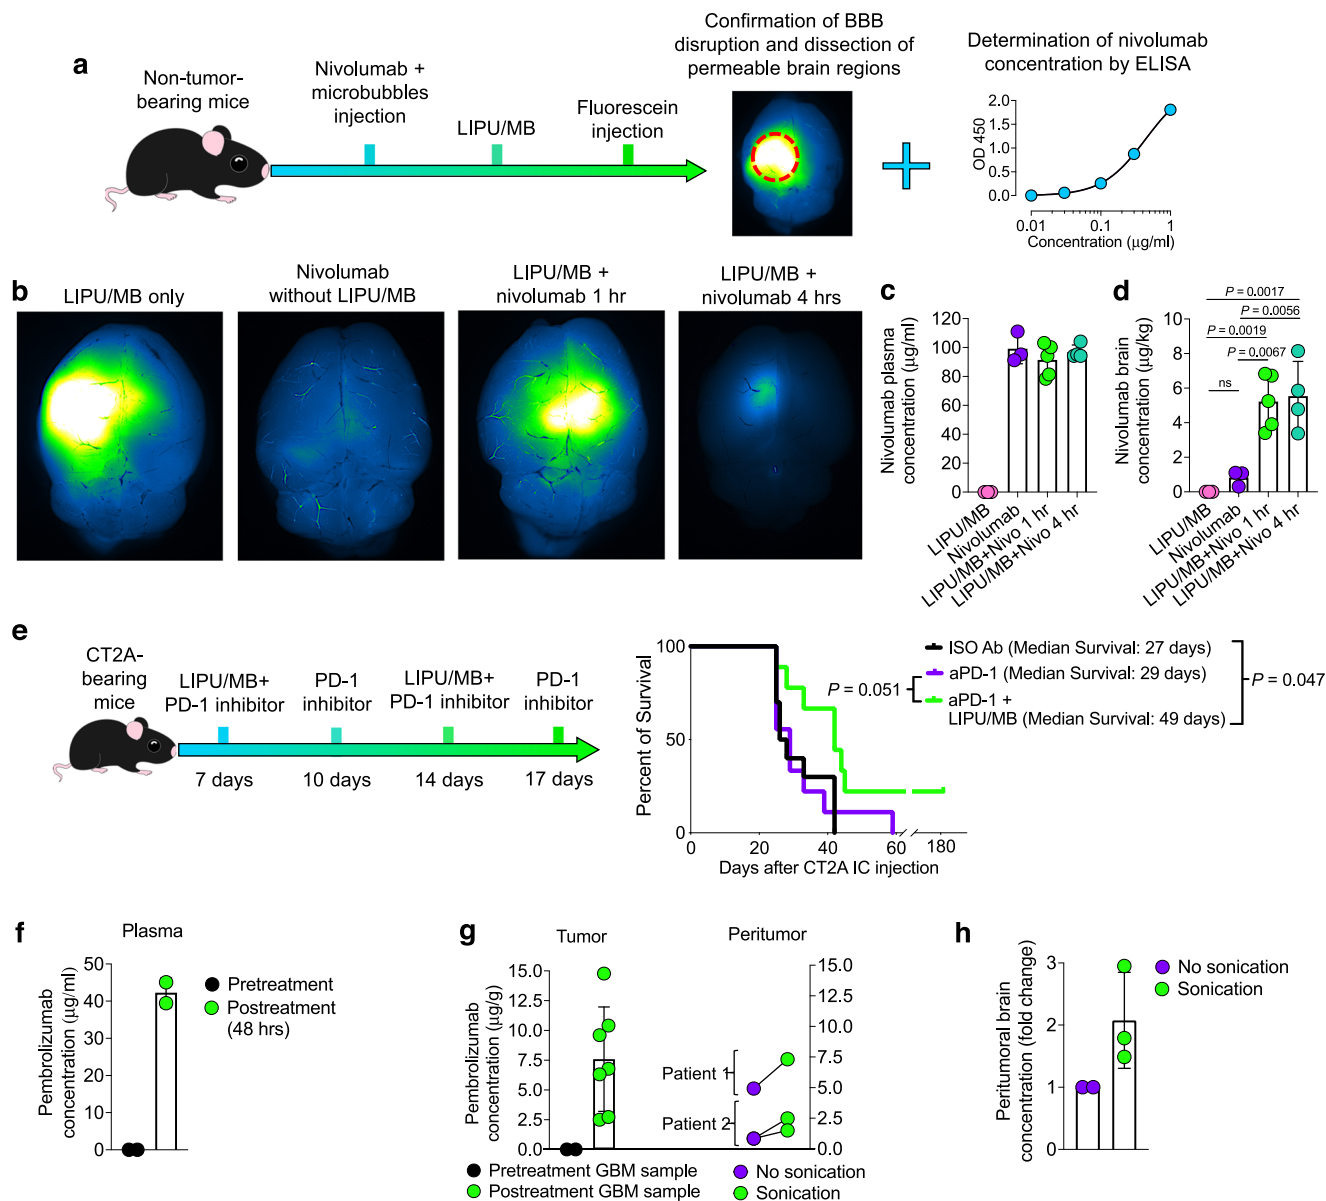 a
Non-tumor-
bearing mice
Nivolumab +
microbubbles
injection
LIPU/MB
Fluorescein
injection
Confirmation of BBB
disruption and dissection of
permeable brain regions
Determination of nivolumab
concentration by ELISA
OD 450
2.0
1.5
1.0
0.5
0.0
0.01
0.1
1
Concentration (μg/ml)
b
LIPU/MB only
Nivolumab
without LIPU/MB
LIPU/MB +
nivolumab 1 hr
LIPU/MB +
nivolumab 4 hrs
c
Nivolumab plasma
concentration (μg/ml)
120
100
80
60
40
20
0
LIPU/MB
Nivolumab
LIPU/MB+Nivo 1 hr
LIPU/MB+Nivo 4 hr
d
Nivolumab brain
concentration (μg/kg)
P = 0.0017
P = 0.0056
P = 0.0019
P = 0.0067
ns
10
8
6
4
2
0
LIPU/MB
Nivolumab
LIPU/MB+Nivo 1 hr
LIPU/MB+Nivo 4 hr
e
CT2A-
bearing
mice
LIPU/MB+
PD-1 inhibitor
PD-1
inhibitor
LIPU/MB+
PD-1 inhibitor
PD-1
inhibitor
7 days
10 days
14 days
17 days
Percent of Survival
100
50
0
0
20
40
60
180
Days after CT2A IC injection
ISO Ab (Median Survival: 27 days)
aPD-1 (Median Survival: 29 days)
aPD-1 +
LIPU/MB (Median Survival: 49 days)
P = 0.051
P = 0.047
f
Plasma
Pembrolizumab
concentration (μg/ml)
50
40
30
20
10
0
Pretreatment
Postreatment
(48 hrs)
g
Tumor
Peritumor
Pembrolizumab
concentration (μg/g)
15.0
12.5
10.0
7.5
5.0
2.5
0.0
Patient 1
Patient 2
15.0
12.5
10.0
7.5
5.0
2.5
0.0
Pretreatment GBM sample
Postreatment GBM sample
No sonication
Sonication
h
Peritumoral brain
concentration (fold change)
3
2
1
0
No sonication
Sonication